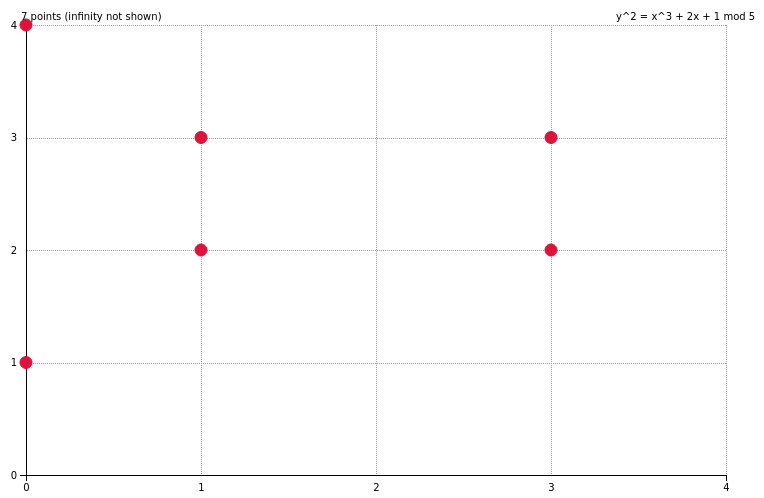 7 points (infinity not shown)
y^2 = x^3 + 2x + 1 mod 5
4
3
2
1
0
0 1 2 3 4